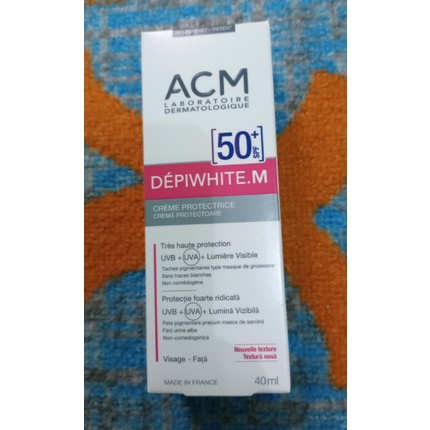 ACM
LABORATOIRE
DERMATOLOGIQUE
50+
SPF
DÉPIWHITE.M
CRÈME PROTECTRICE
CREMĂ PROTECTOARE
Très haute protection
UVB + UVA + Lumière Visible
Taches pigmentaires type masque de grossesse
Sans traces blanches
Non comédogène
Protecție foarte ridicată
UVB + UVA + Lumină Vizibilă
Pete pigmentare precum masca de sarcină
Fără urme albe
Non-comedogenică
Nouvelle texture
Textură nouă
Visage - Față
MADE IN FRANCE
40ml